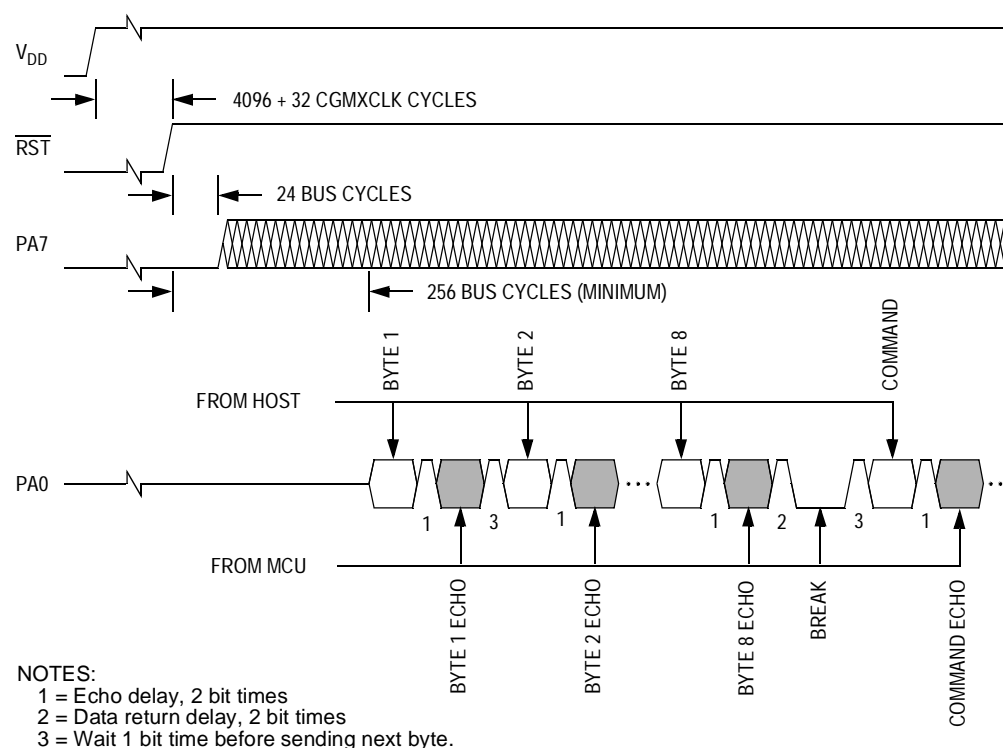 VDD
4096 + 32 CGMXCLK CYCLES
RST
24 BUS CYCLES
PA7
256 BUS CYCLES (MINIMUM)
BYTE 1
BYTE 2
BYTE 8
COMMAND
FROM HOST
PA0
1
3
1
1
2
3
1
FROM MCU
BYTE 1 ECHO
BYTE 2 ECHO
BYTE 8 ECHO
BREAK
COMMAND ECHO
NOTES:
1 = Echo delay, 2 bit times
2 = Data return delay, 2 bit times
3 = Wait 1 bit time before sending next byte.